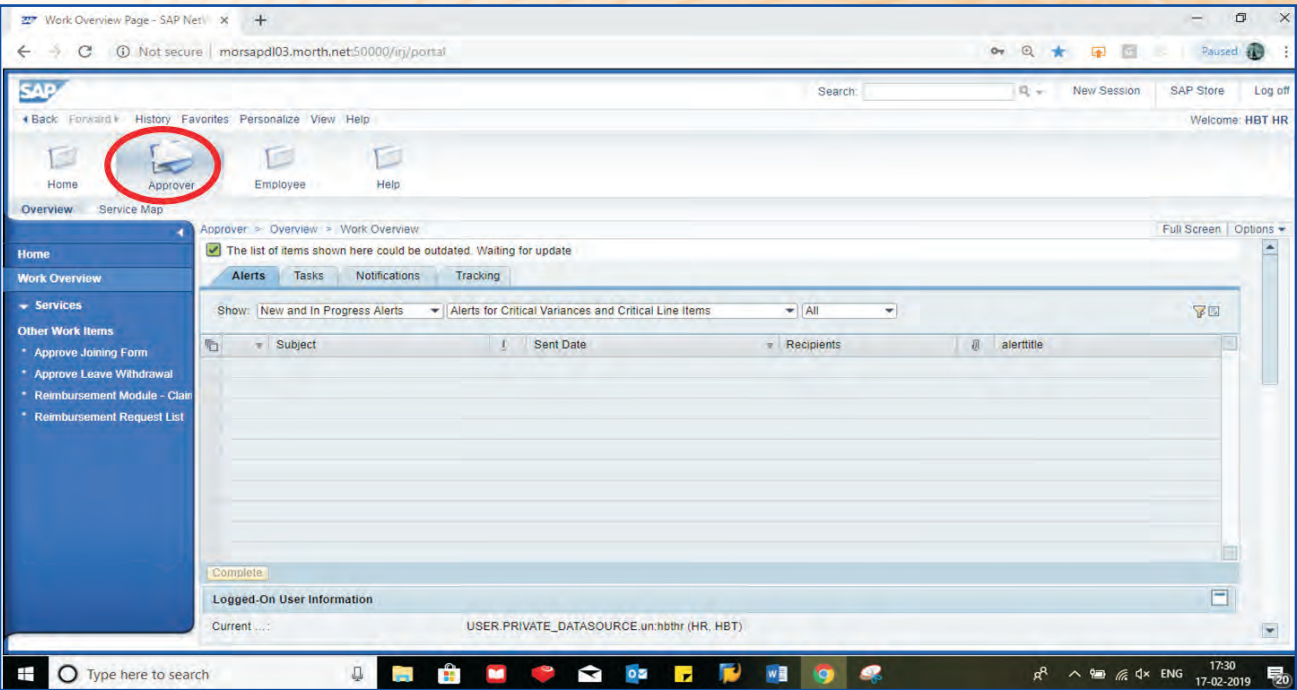 Work Overview Page - SAP Net
Not secure | morsapdl03.morth.net:50000/irj/portal
Paused
SAP
Search:
New Session
SAP Store
Log off
Back Forward History Favorites Personalize View Help
Welcome: HBT HR
Home
Approver
Employee
Help
Overview
Service Map
Approver > Overview > Work Overview
Full Screen
Options
The list of items shown here could be outdated. Waiting for update
Home
Work Overview
Services
Other Work Items
Approve Joining Form
Approve Leave Withdrawal
Reimbursement Module - Claim
Reimbursement Request List
Alerts
Tasks
Notifications
Tracking
Show: New and In Progress Alerts
Alerts for Critical Variances and Critical Line Items
All
Subject
!
Sent Date
Recipients
alerttitle
Complete
Logged-On User Information
Current ...: USER.PRIVATE_DATASOURCE.un:hbthr (HR, HBT)
Type here to search
ENG
17:30
17-02-2019
20